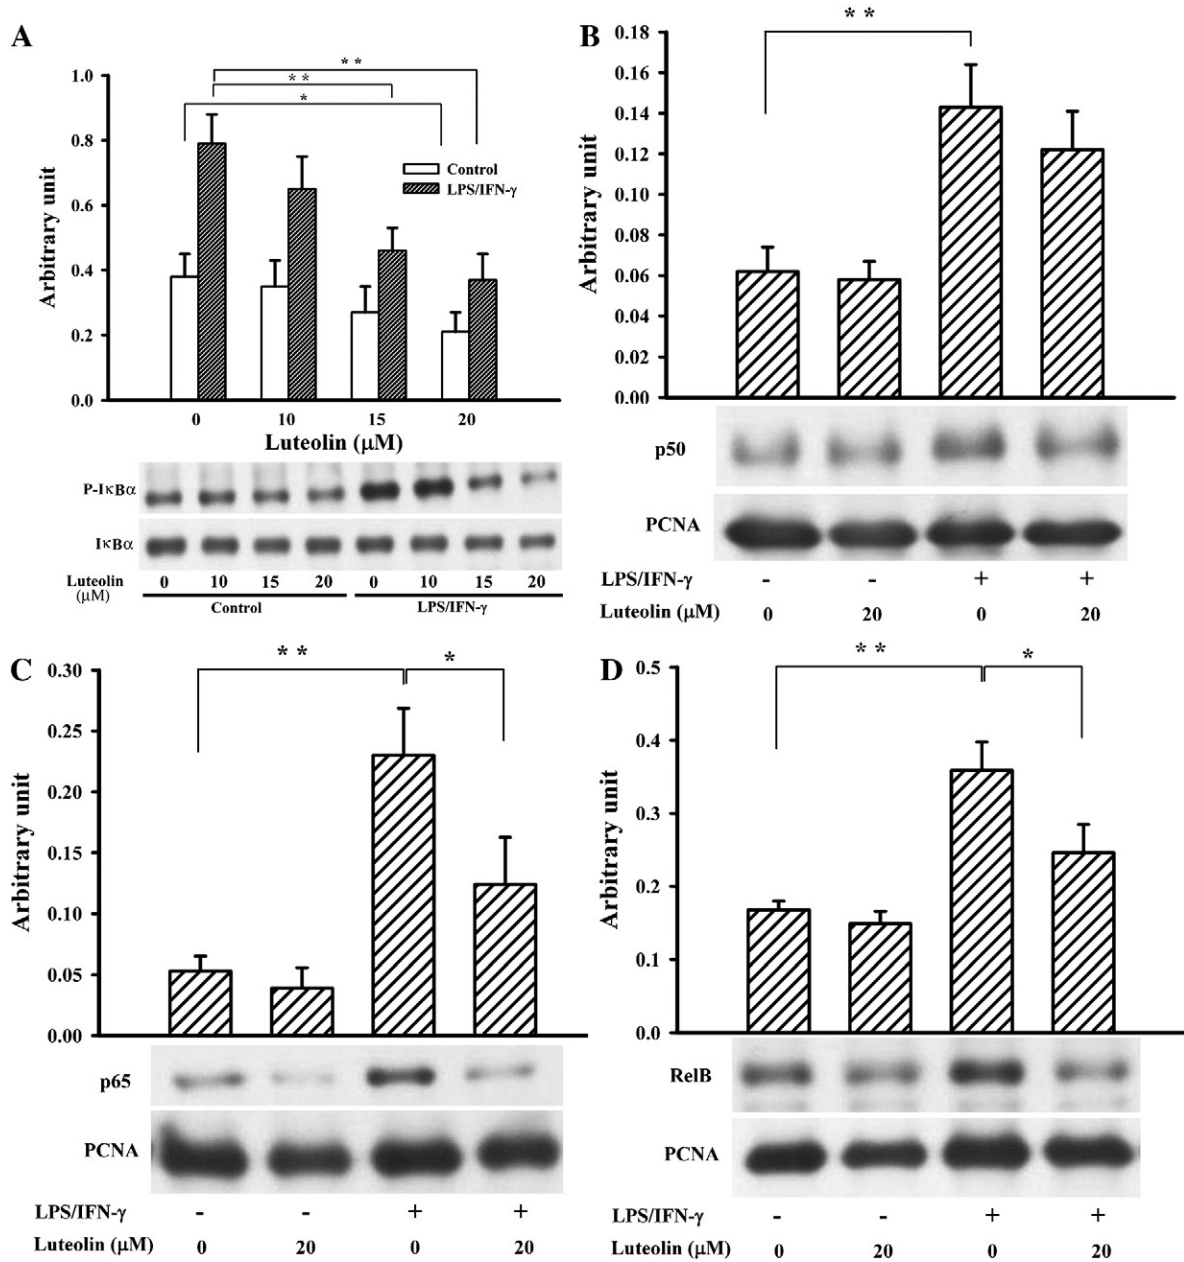 A
* *
* *
*
1.0
0.8
0.6
0.4
0.2
0.0
Arbitrary unit
Control
LPS/IFN-γ
0 10 15 20
Luteolin (μM)
P-IκBα
IκBα
Luteolin 0 10 15 20 0 10 15 20
(μM)
Control LPS/IFN-γ
B
* *
0.18
0.16
0.14
0.12
0.10
0.08
0.06
0.04
0.02
0.00
Arbitrary unit
p50
PCNA
LPS/IFN-γ - - + +
Luteolin (μM) 0 20 0 20
C
* * *
0.30
0.25
0.20
0.15
0.10
0.05
0.00
Arbitrary unit
p65
PCNA
LPS/IFN-γ - - + +
Luteolin (μM) 0 20 0 20
D
* * *
0.5
0.4
0.3
0.2
0.1
0.0
Arbitrary unit
RelB
PCNA
LPS/IFN-γ - - + +
Luteolin (μM) 0 20 0 20